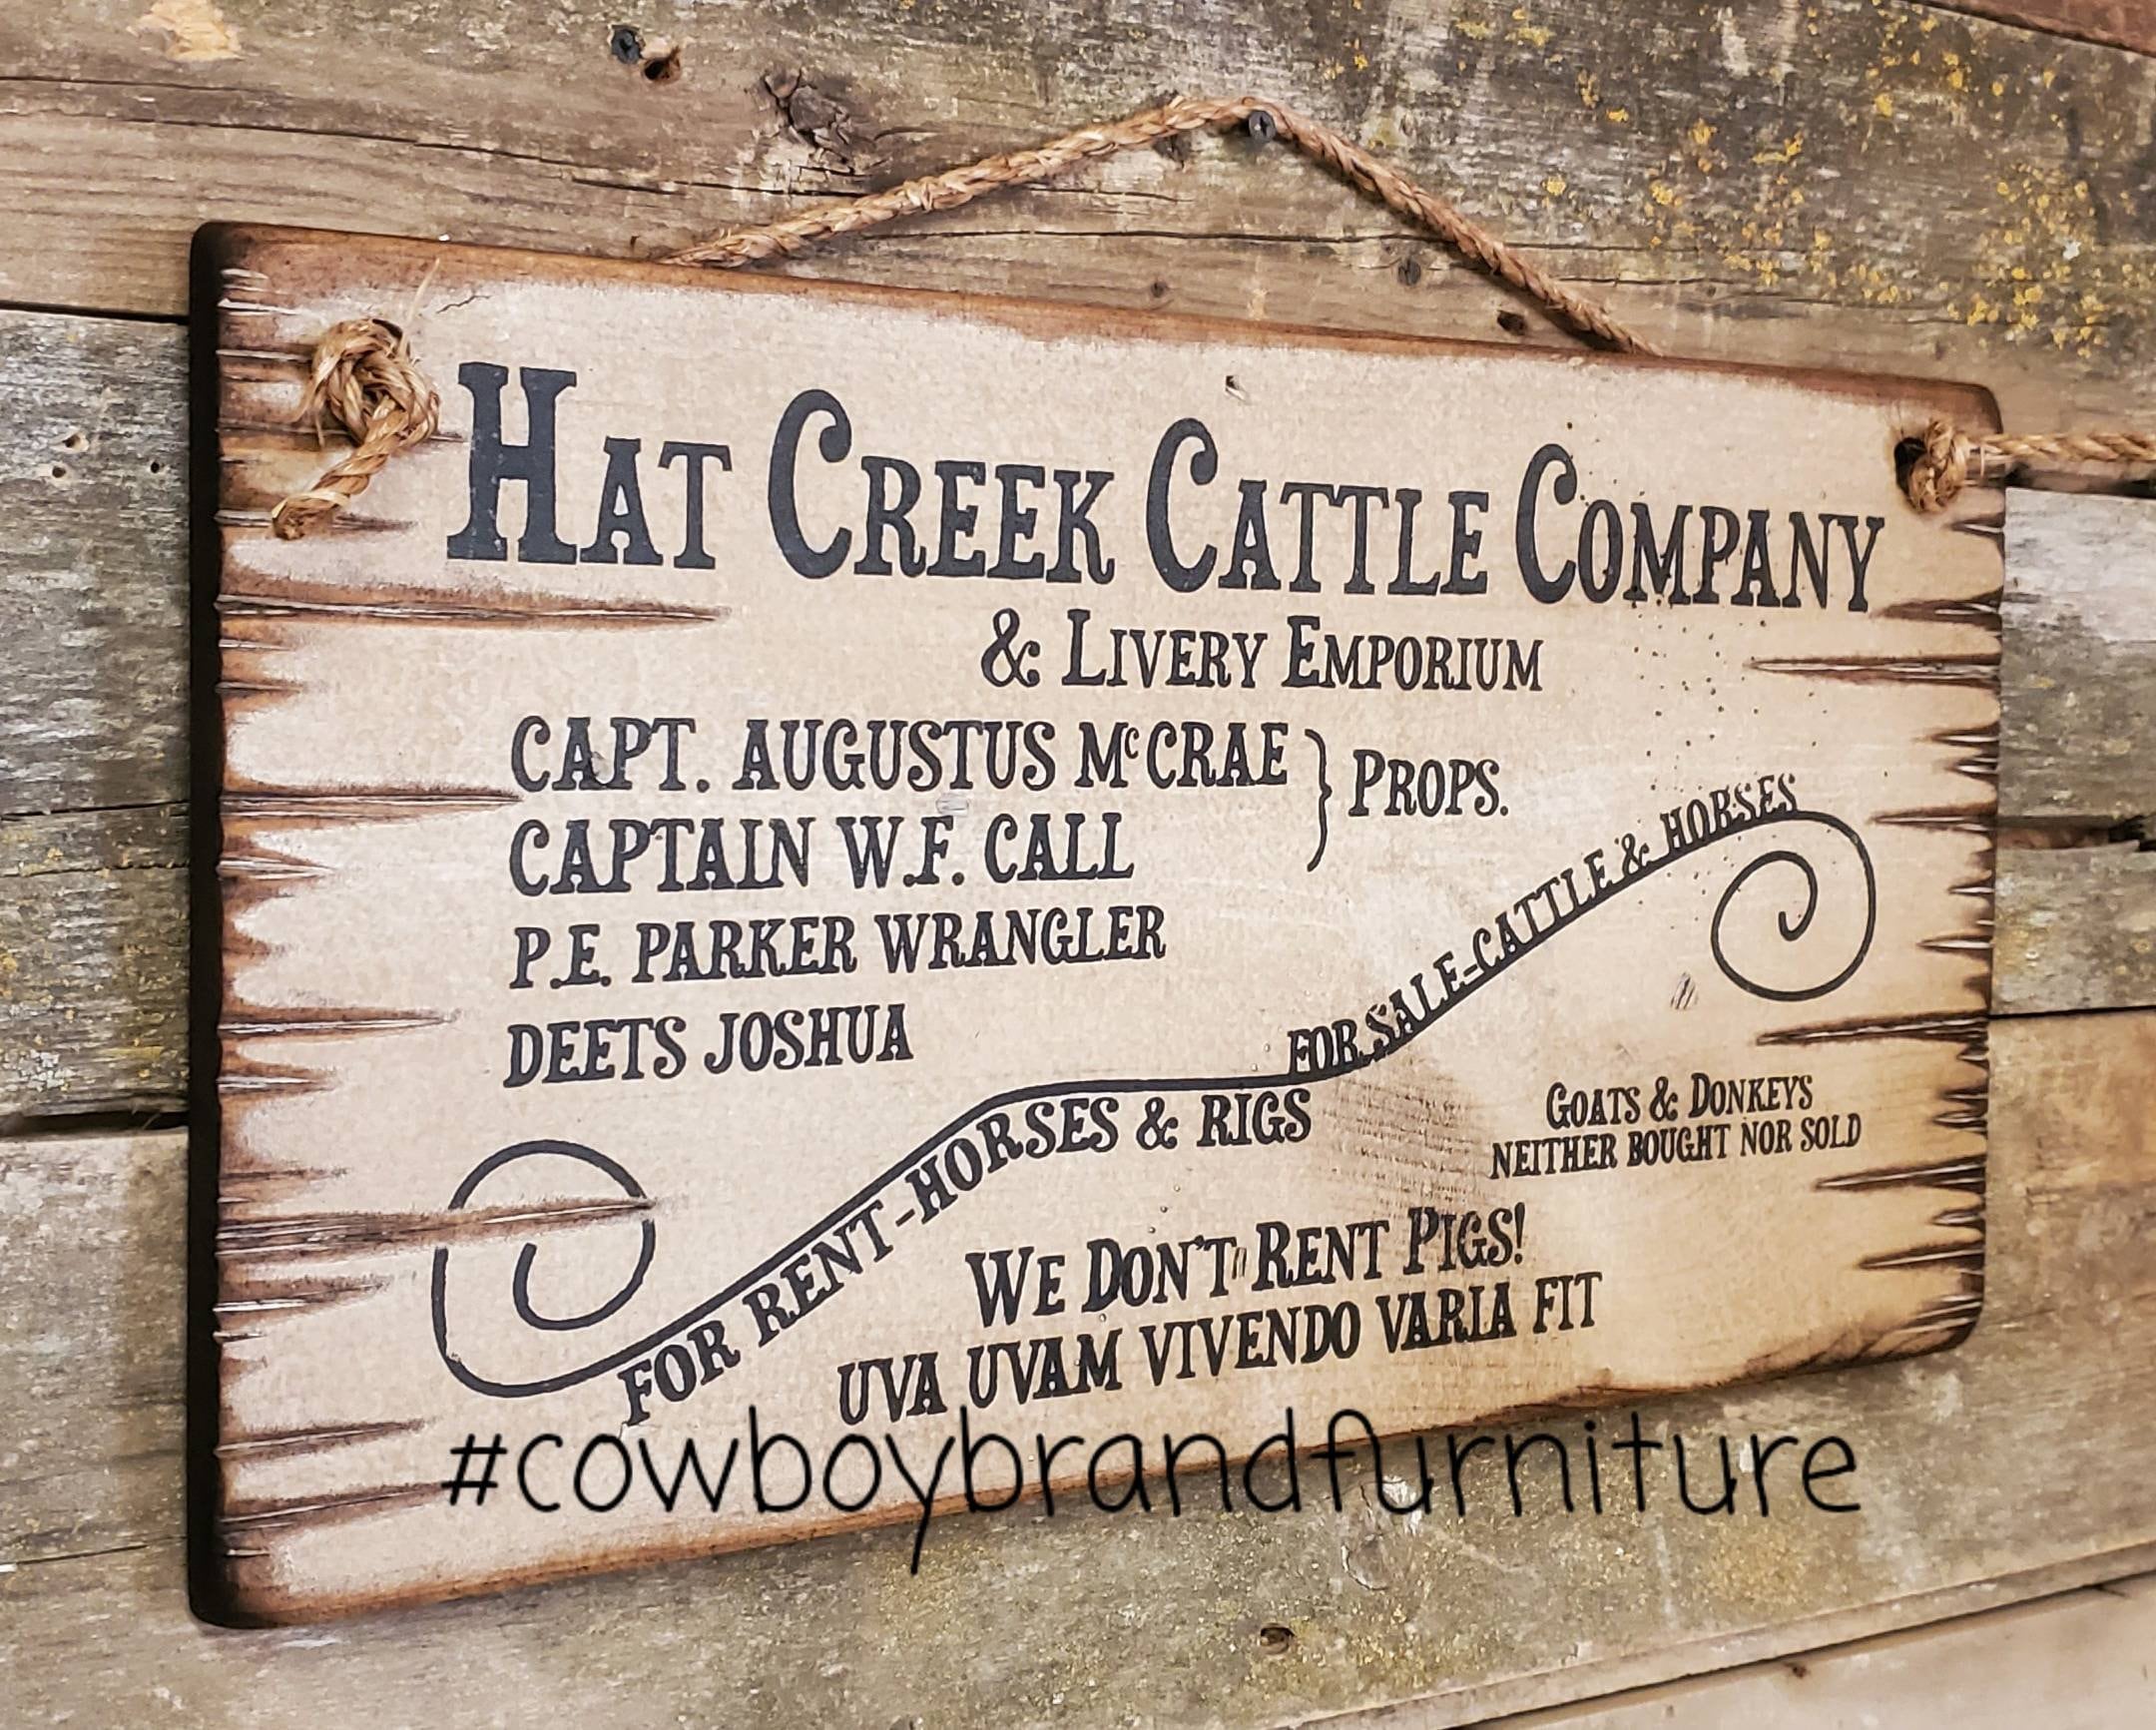 HAT CREEK CATTLE COMPANY
& LIVERY EMPORIUM
CAPT. AUGUSTUS McCRAE } PROPS.
CAPTAIN W.F. CALL
P.E. PARKER WRANGLER
DEETS JOSHUA
FOR SALE-CATTLE & HORSES
FOR RENT-HORSES & RIGS
GOATS & DONKEYS
NEITHER BOUGHT NOR SOLD
WE DON'T RENT PIGS!
UVA UVAM VIVENDO VARIA FIT
#cowboybrandfurniture